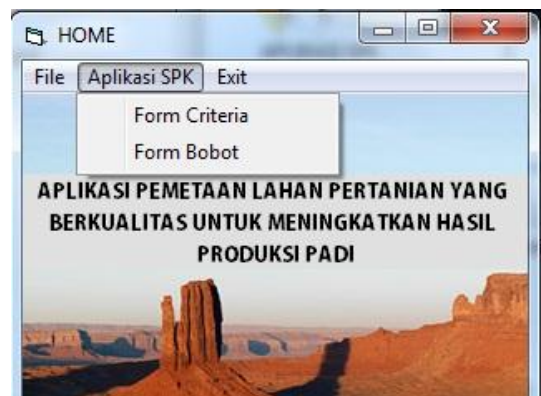 HOME
File Aplikasi SPK Exit
Form Criteria
Form Bobot
APLIKASI PEMETAAN LAHAN PERTANIAN YANG
BERKUALITAS UNTUK MENINGKATKAN HASIL
PRODUKSI PADI